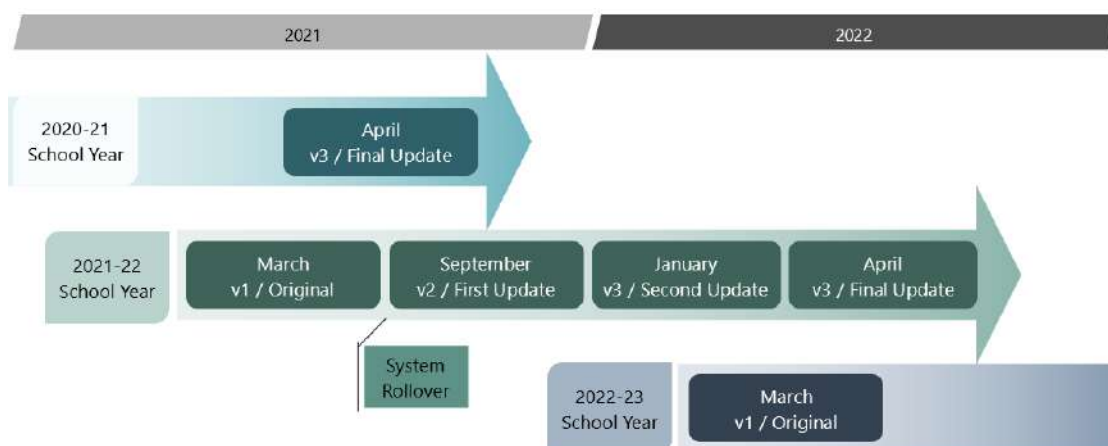 2021
2022
2020-21
School Year
April
v3 / Final Update
2021-22
School Year
March
v1 / Original
September
v2 / First Update
January
v3 / Second Update
April
v3 / Final Update
System
Rollover
2022-23
School Year
March
v1 / Original